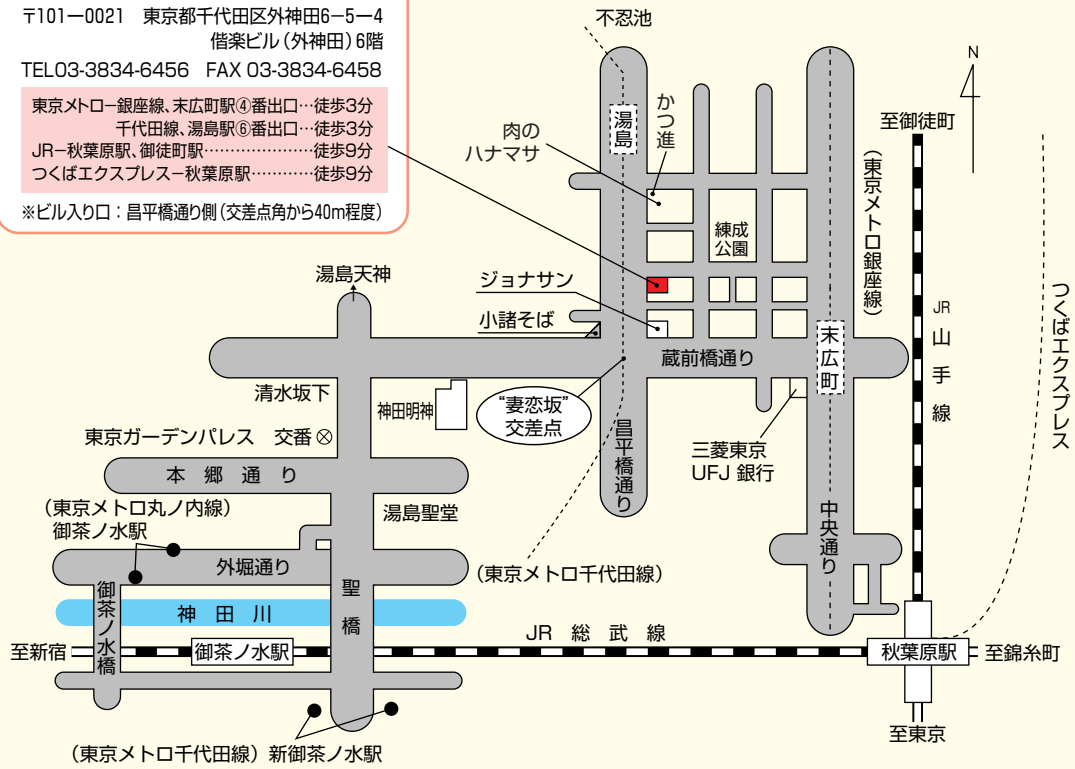 〒101－0021　東京都千代田区外神田6－5－4
偕楽ビル（外神田）6階
TEL03-3834-6456　FAX 03-3834-6458
東京メトロー銀座線、末広町駅④番出口…徒歩3分
千代田線、湯島駅⑥番出口…徒歩3分
JRー秋葉原駅、御徒町駅…………………徒歩9分
つくばエクスプレスー秋葉原駅…………徒歩9分
※ビル入り口：昌平橋通り側（交差点角から40m程度）
不忍池
N
湯島
かつ進
肉の
ハナマサ
至御徒町
（東京メトロ銀座線）
練成
公園
湯島天神
ジョナサン
小諸そば
つくばエクスプレス
JR 山手線
末広町
蔵前橋通り
清水坂下
神田明神
“妻恋坂”
交差点
昌平橋通り
東京ガーデンパレス　交番
三菱東京
UFJ 銀行
本郷通り
（東京メトロ丸ノ内線）
御茶ノ水駅
湯島聖堂
中央通り
外堀通り
（東京メトロ千代田線）
御茶ノ水橋
聖橋
神田川
JR 総武線
至新宿
御茶ノ水駅
秋葉原駅
至錦糸町
至東京
（東京メトロ千代田線）新御茶ノ水駅